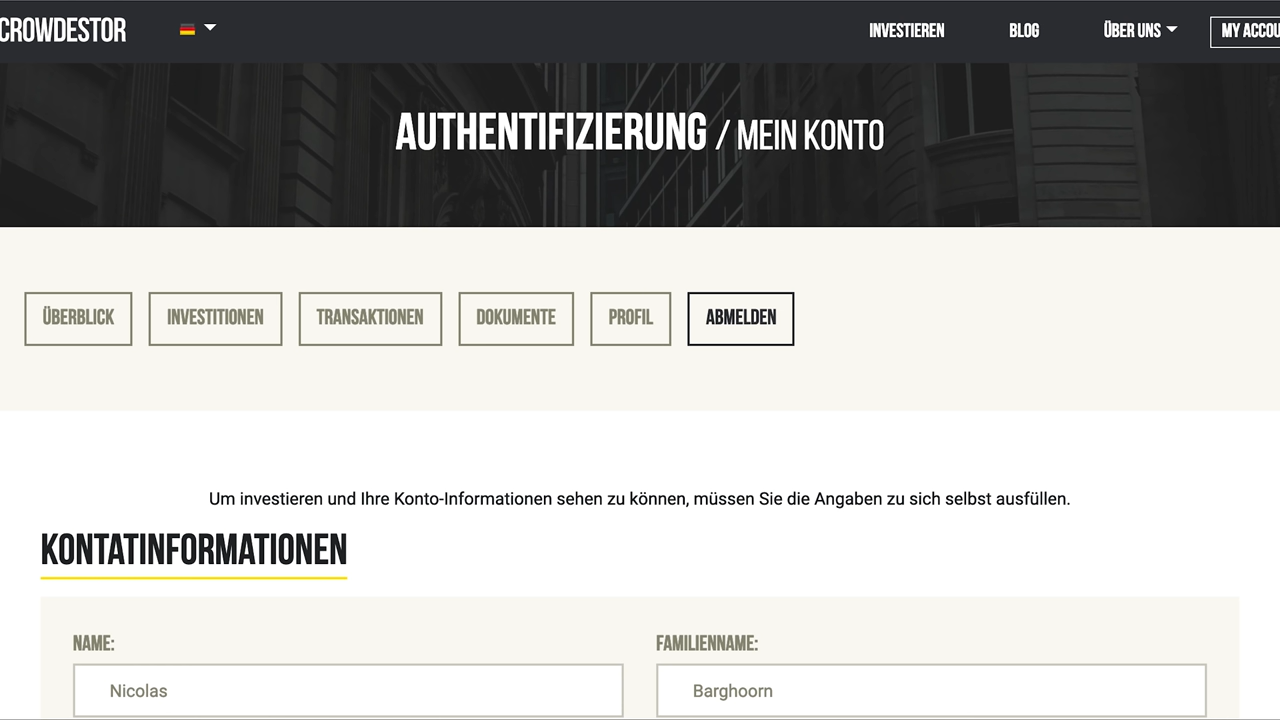 CROWDESTOR
INVESTIEREN BLOG ÜBER UNS MY ACCOU
AUTHENTIFIZIERUNG / MEIN KONTO
ÜBERBLICK INVESTITIONEN TRANSAKTIONEN DOKUMENTE PROFIL ABMELDEN
Um investieren und Ihre Konto-Informationen sehen zu können, müssen Sie die Angaben zu sich selbst ausfüllen.
KONTATINFORMATIONEN
NAME: FAMILIENNAME:
Nicolas Barghoorn